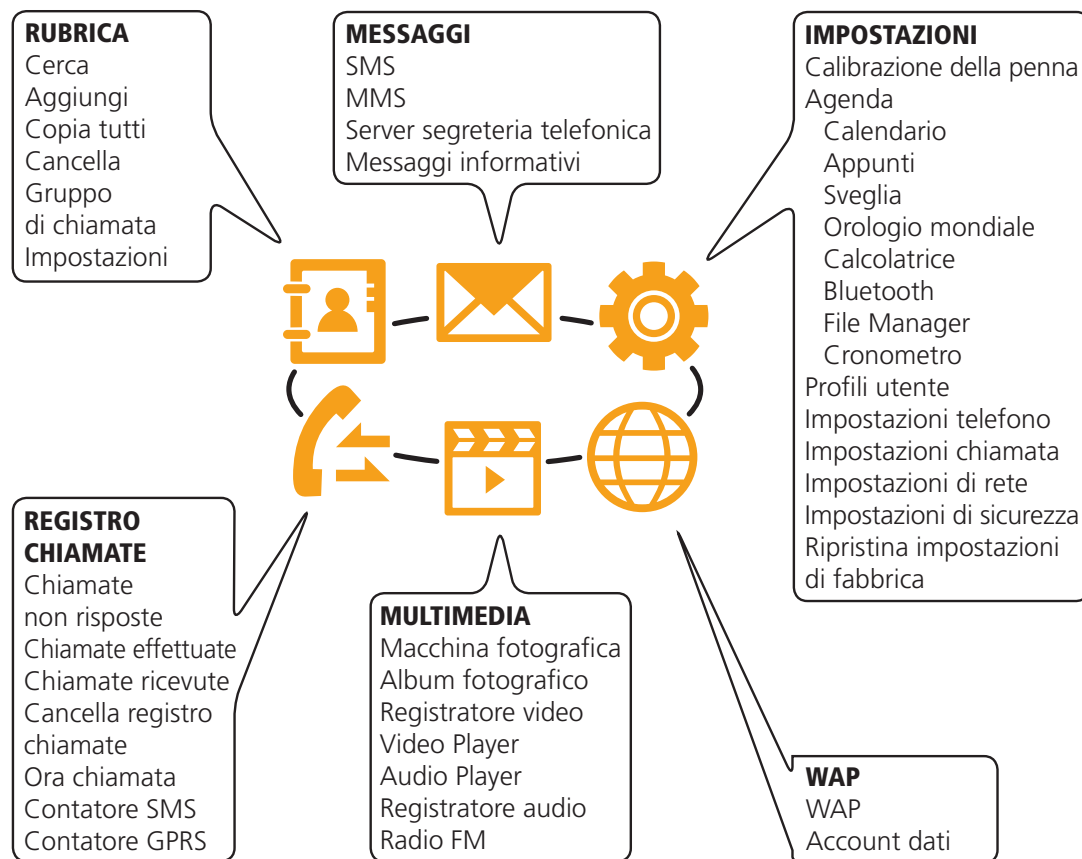 RUBRICA
Cerca
Aggiungi
Copia tutti
Cancella
Gruppo
di chiamata
Impostazioni
MESSAGGI
SMS
MMS
Server segreteria telefonica
Messaggi informativi
IMPOSTAZIONI
Calibrazione della penna
Agenda
Calendario
Appunti
Sveglia
Orologio mondiale
Calcolatrice
Bluetooth
File Manager
Cronometro
Profili utente
Impostazioni telefono
Impostazioni chiamata
Impostazioni di rete
Impostazioni di sicurezza
Ripristina impostazioni
di fabbrica
REGISTRO
CHIAMATE
Chiamate
non risposte
Chiamate effettuate
Chiamate ricevute
Cancella registro
chiamate
Ora chiamata
Contatore SMS
Contatore GPRS
MULTIMEDIA
Macchina fotografica
Album fotografico
Registratore video
Video Player
Audio Player
Registratore audio
Radio FM
WAP
WAP
Account dati